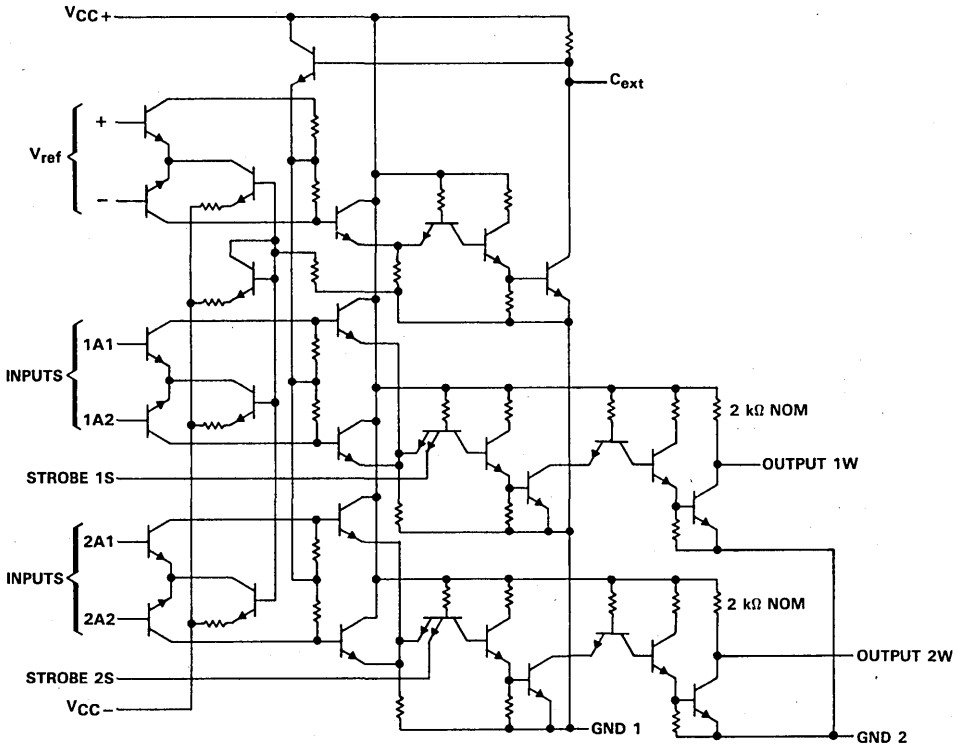 VCC+
Cext
+
Vref
−
1A1
INPUTS
1A2
2 kΩ NOM
OUTPUT 1W
STROBE 1S
2A1
INPUTS
2A2
2 kΩ NOM
OUTPUT 2W
STROBE 2S
VCC−
GND 1
GND 2